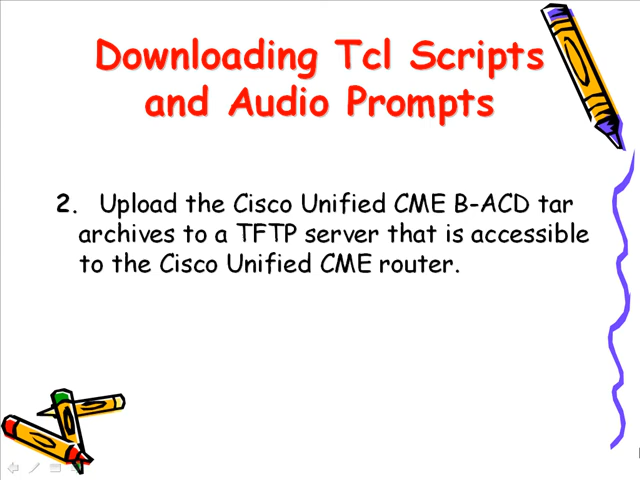 Downloading Tcl Scripts
and Audio Prompts
2. Upload the Cisco Unified CME B-ACD tar
archives to a TFTP server that is accessible
to the Cisco Unified CME router.